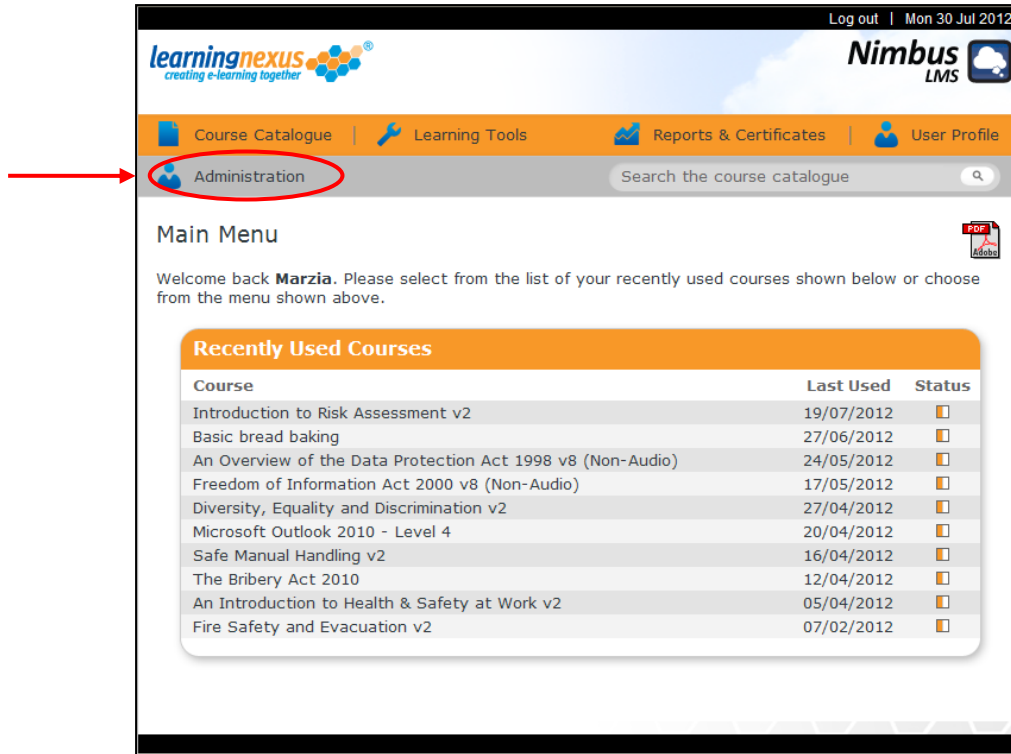 Log out | Mon 30 Jul 2012
learningnexus®
creating e-learning together
Nimbus
LMS
Course Catalogue | Learning Tools Reports & Certificates | User Profile
Administration Search the course catalogue
Main Menu
PDF
Adobe
Welcome back Marzia. Please select from the list of your recently used courses shown below or choose
from the menu shown above.
Recently Used Courses
Course Last Used Status
Introduction to Risk Assessment v2 19/07/2012
Basic bread baking 27/06/2012
An Overview of the Data Protection Act 1998 v8 (Non-Audio) 24/05/2012
Freedom of Information Act 2000 v8 (Non-Audio) 17/05/2012
Diversity, Equality and Discrimination v2 27/04/2012
Microsoft Outlook 2010 - Level 4 20/04/2012
Safe Manual Handling v2 16/04/2012
The Bribery Act 2010 12/04/2012
An Introduction to Health & Safety at Work v2 05/04/2012
Fire Safety and Evacuation v2 07/02/2012